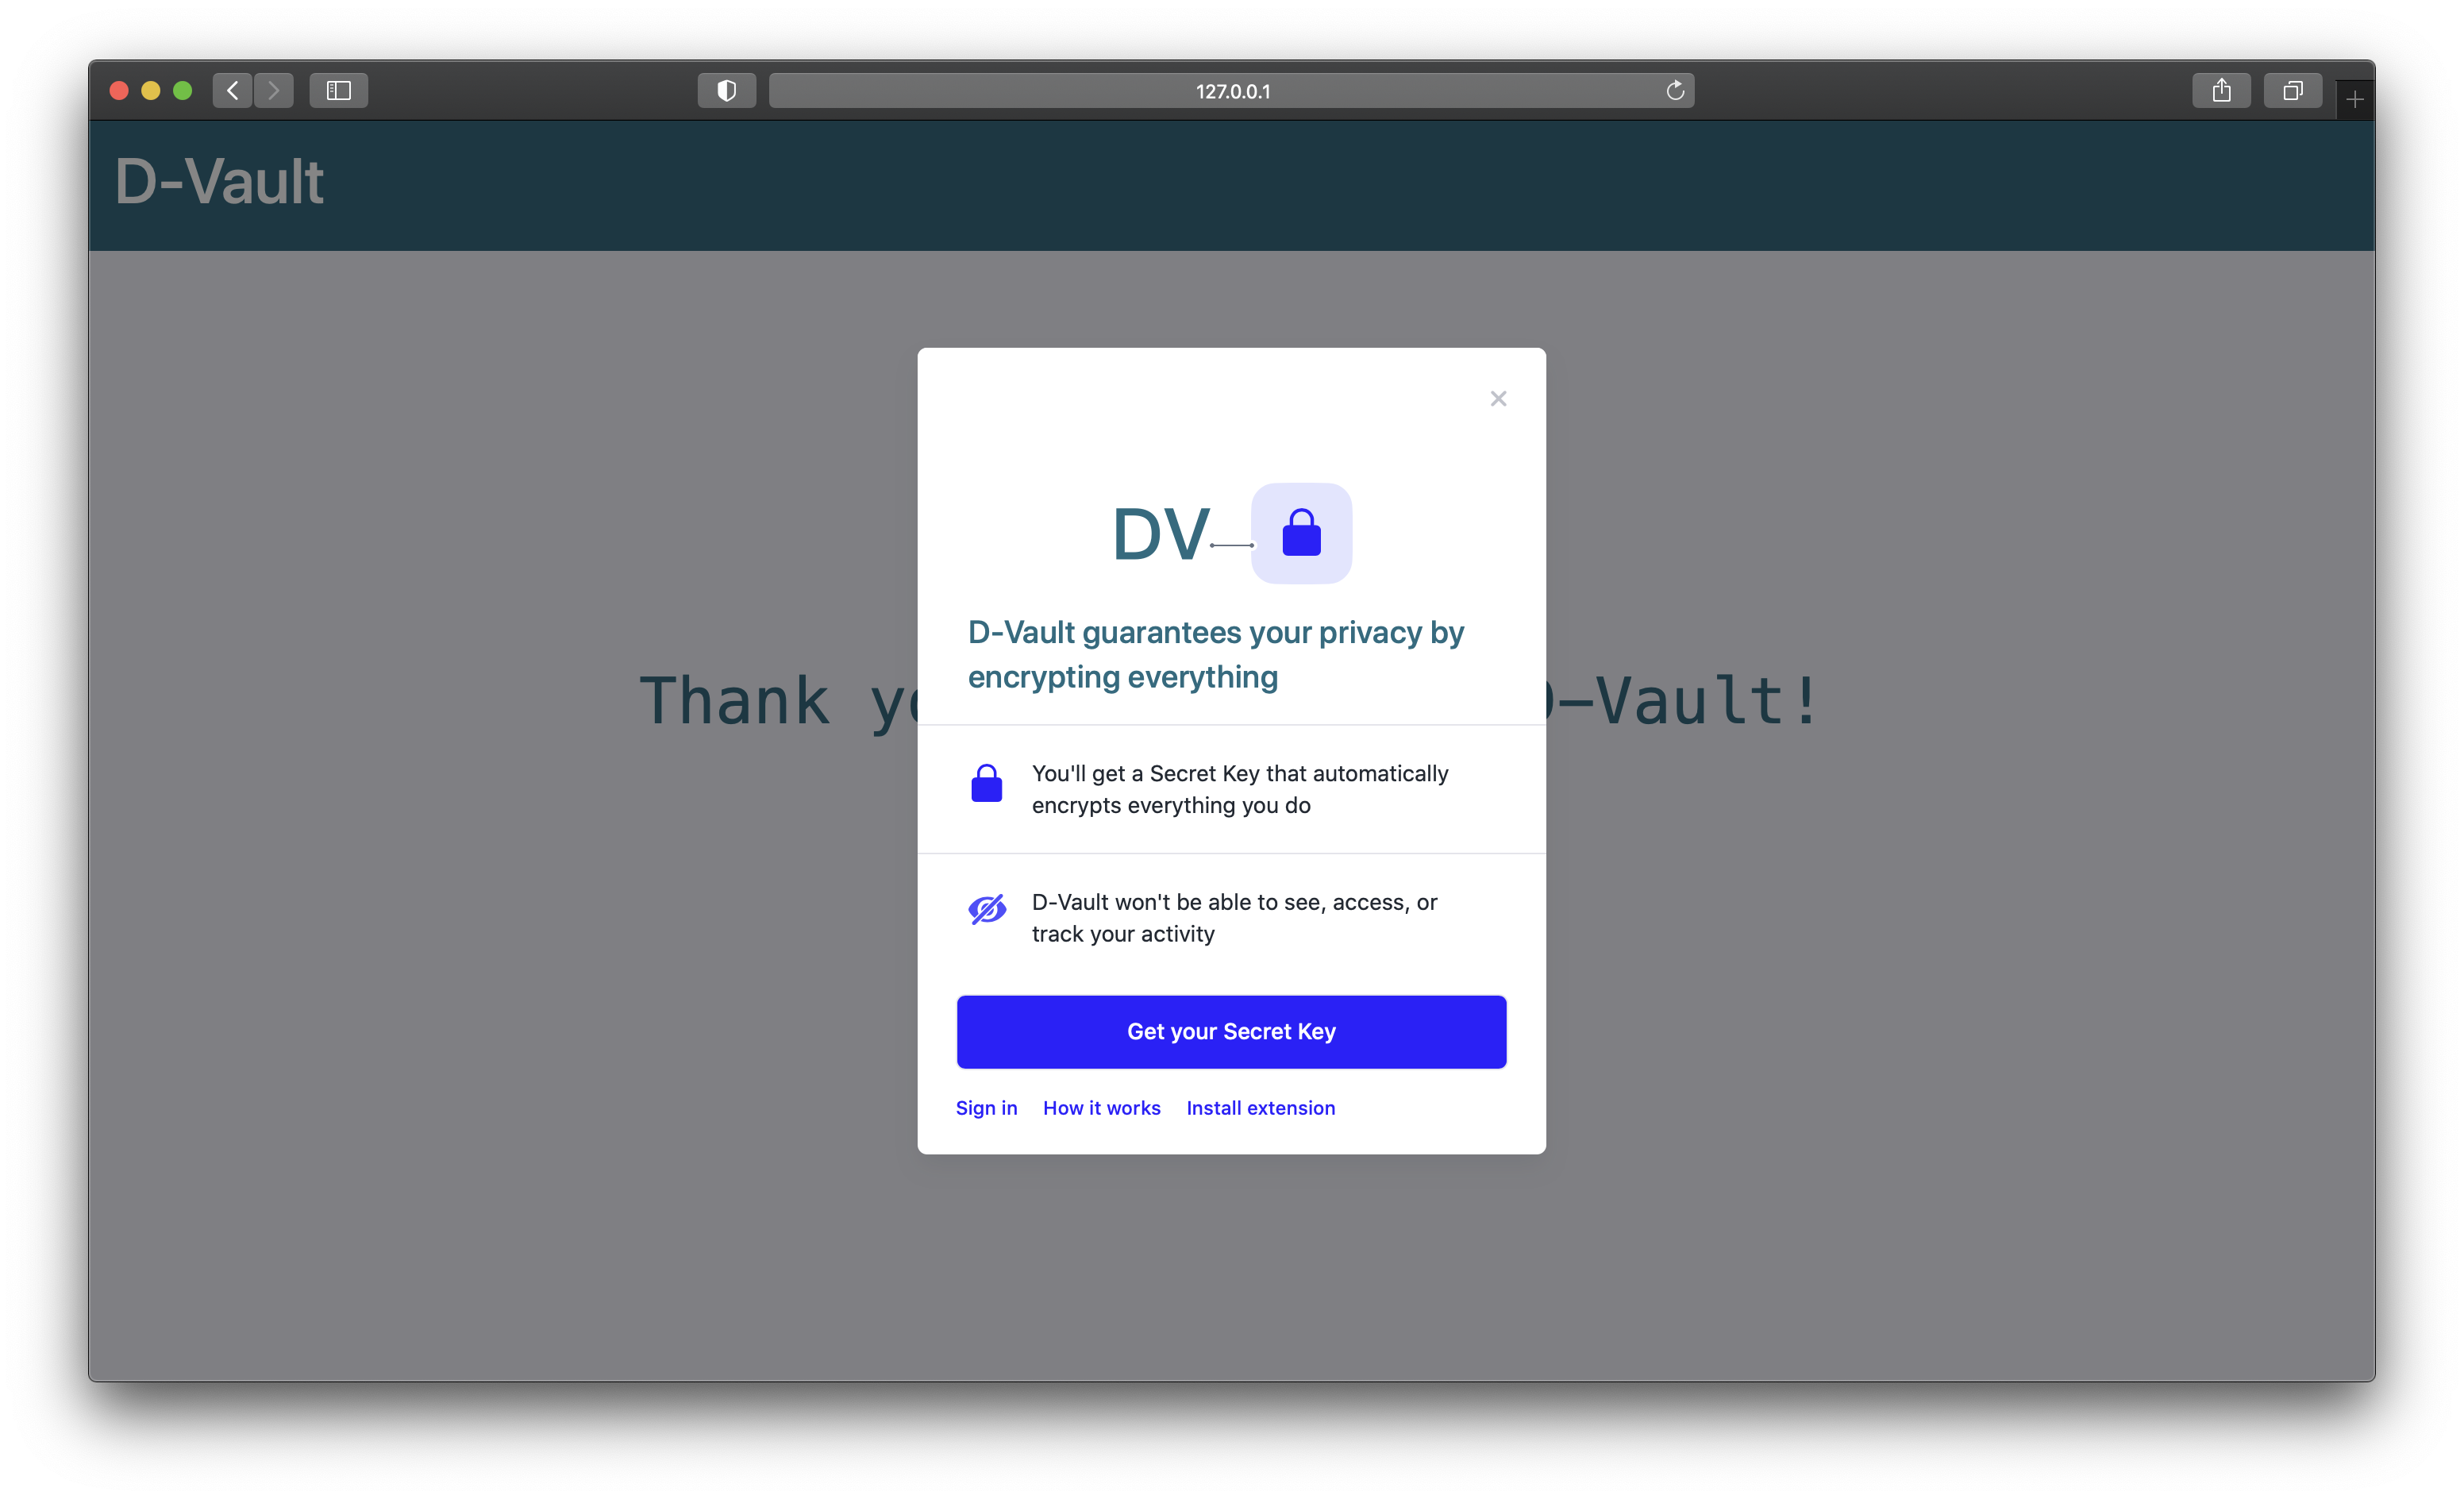 127.0.0.1
D-Vault
DV
D-Vault guarantees your privacy by
encrypting everything
Thank D-Vault!
You'll get a Secret Key that automatically
encrypts everything you do
D-Vault won't be able to see, access, or
track your activity
Get your Secret Key
Sign in How it works Install extension